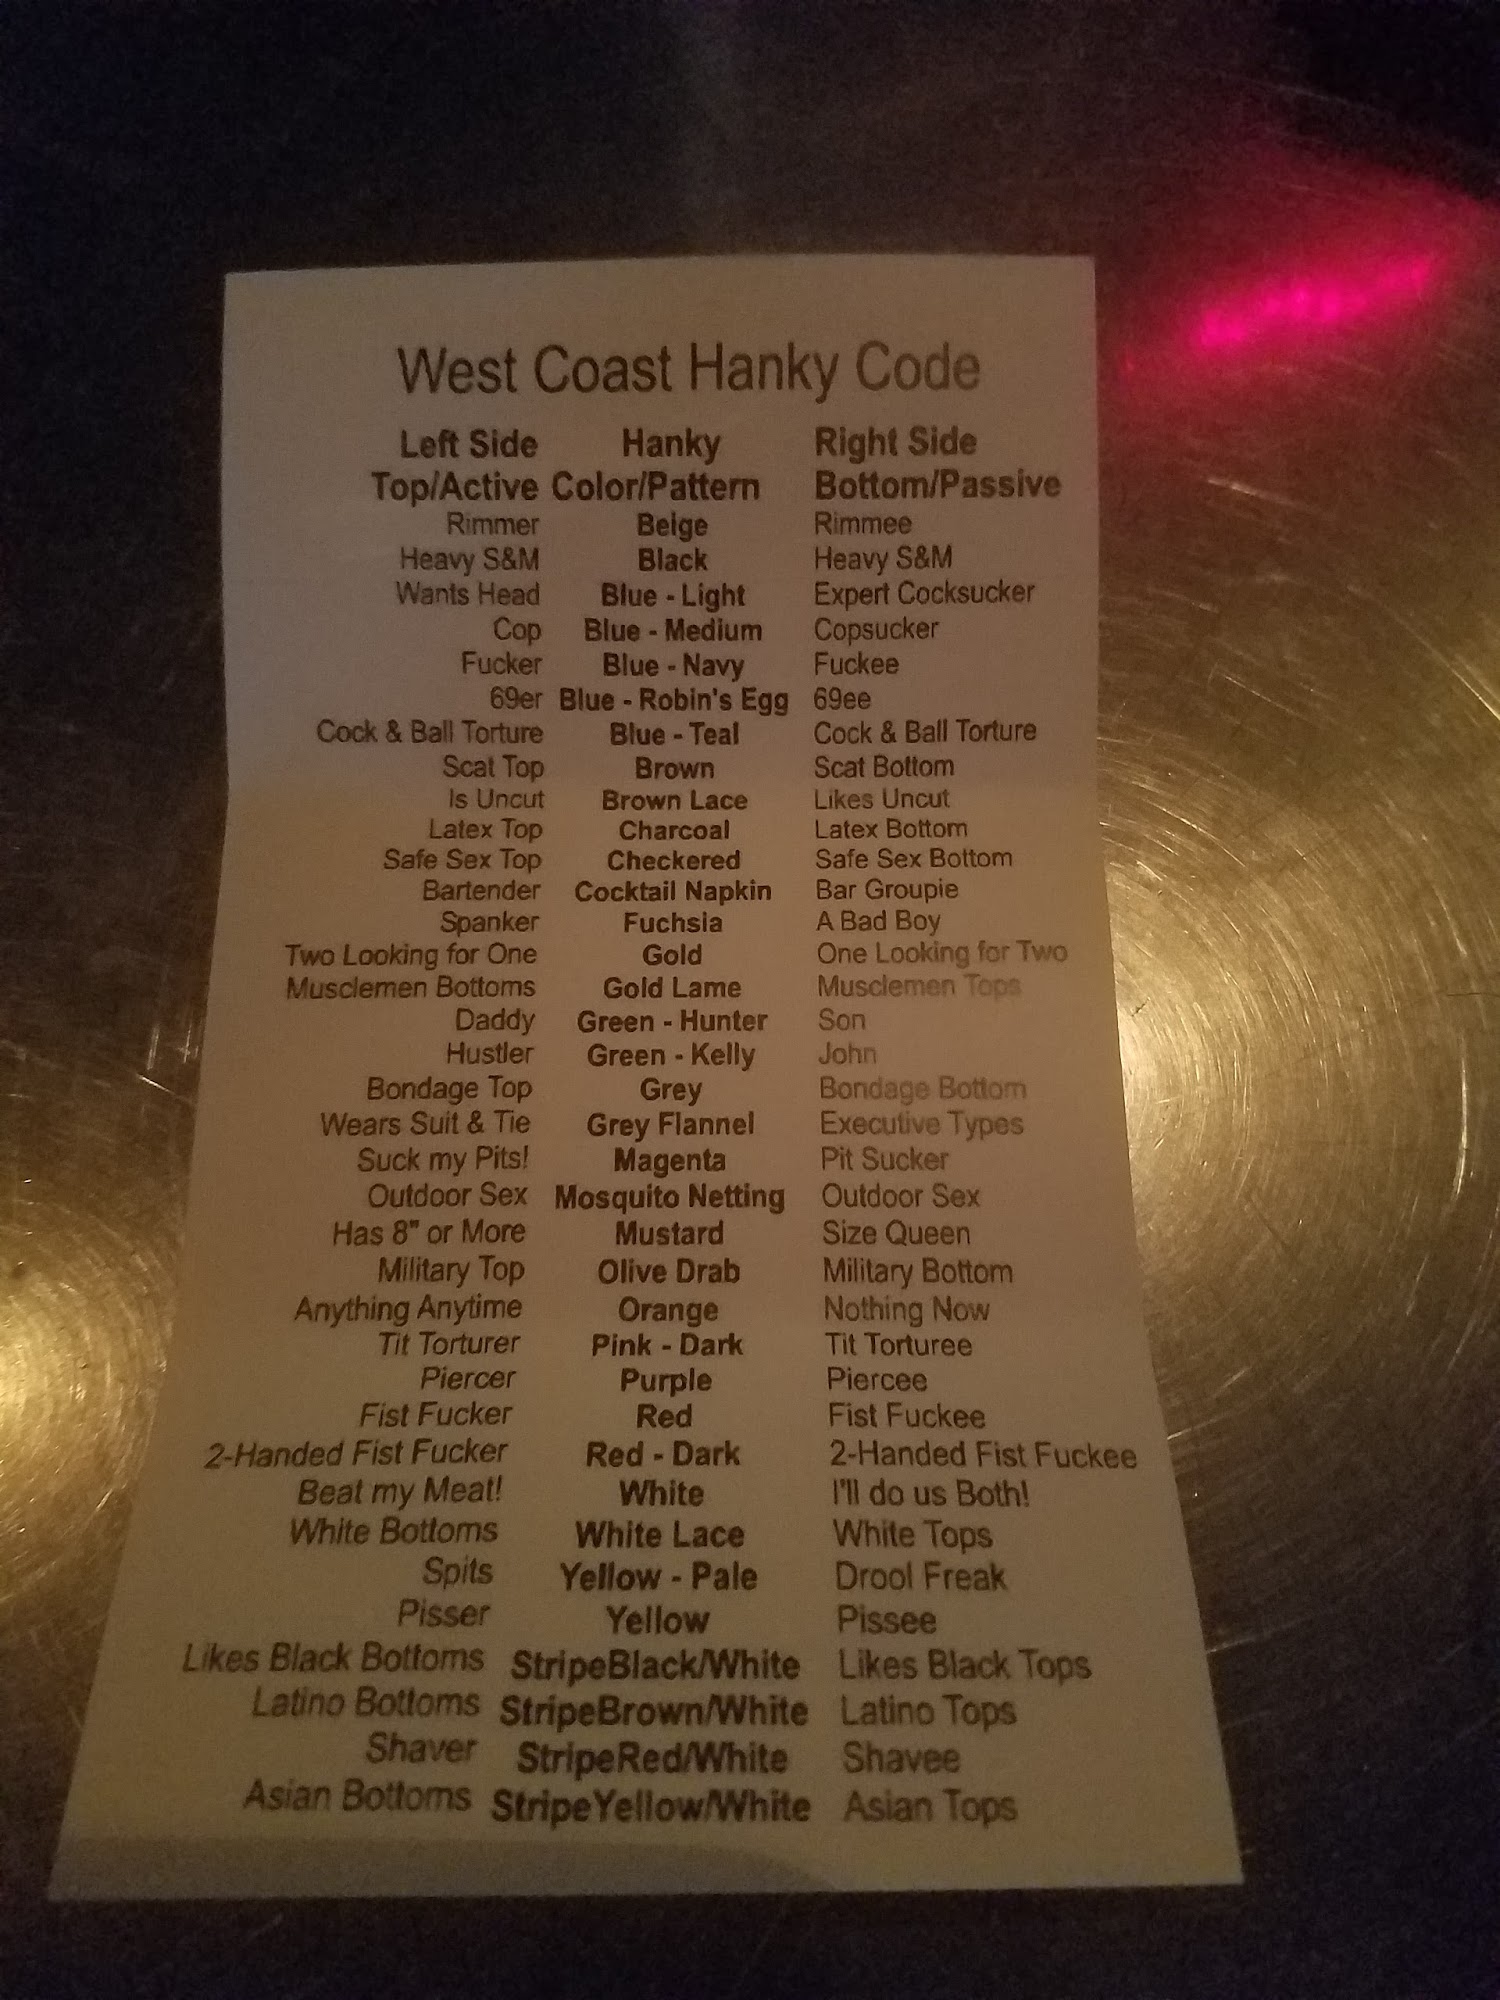 West Coast Hanky Code
Left Side Hanky Right Side
Top/Active Color/Pattern Bottom/Passive
Rimmer Beige Rimmee
Heavy S&M Black Heavy S&M
Wants Head Blue - Light Expert Cocksucker
Cop Blue - Medium Copsucker
Fucker Blue - Navy Fuckee
69er Blue - Robin's Egg 69ee
Cock & Ball Torture Blue - Teal Cock & Ball Torture
Scat Top Brown Scat Bottom
Is Uncut Brown Lace Likes Uncut
Latex Top Charcoal Latex Bottom
Safe Sex Top Checkered Safe Sex Bottom
Bartender Cocktail Napkin Bar Groupie
Spanker Fuchsia A Bad Boy
Two Looking for One Gold One Looking for Two
Musclemen Bottoms Gold Lame Musclemen Tops
Daddy Green - Hunter Son
Hustler Green - Kelly John
Bondage Top Grey Bondage Bottom
Wears Suit & Tie Grey Flannel Executive Types
Suck my Pits! Magenta Pit Sucker
Outdoor Sex Mosquito Netting Outdoor Sex
Has 8" or More Mustard Size Queen
Military Top Olive Drab Military Bottom
Anything Anytime Orange Nothing Now
Tit Torturer Pink - Dark Tit Torturee
Piercer Purple Piercee
Fist Fucker Red Fist Fuckee
2-Handed Fist Fucker Red - Dark 2-Handed Fist Fuckee
Beat my Meat! White I'll do us Both!
White Bottoms White Lace White Tops
Spits Yellow - Pale Drool Freak
Pisser Yellow Pissee
Likes Black Bottoms StripeBlack/White Likes Black Tops
Latino Bottoms StripeBrown/White Latino Tops
Shaver StripeRed/White Shavee
Asian Bottoms StripeYellow/White Asian Tops